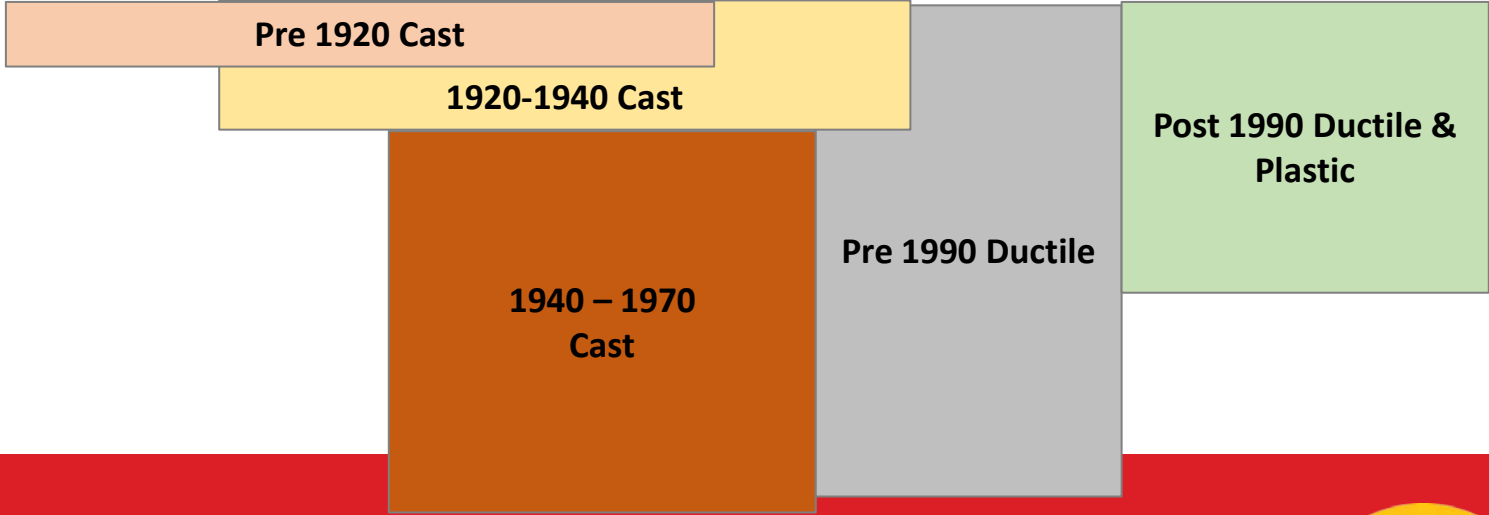 Pre 1920 Cast
1920-1940 Cast
Post 1990 Ductile &
Plastic
Pre 1990 Ductile
1940 – 1970
Cast